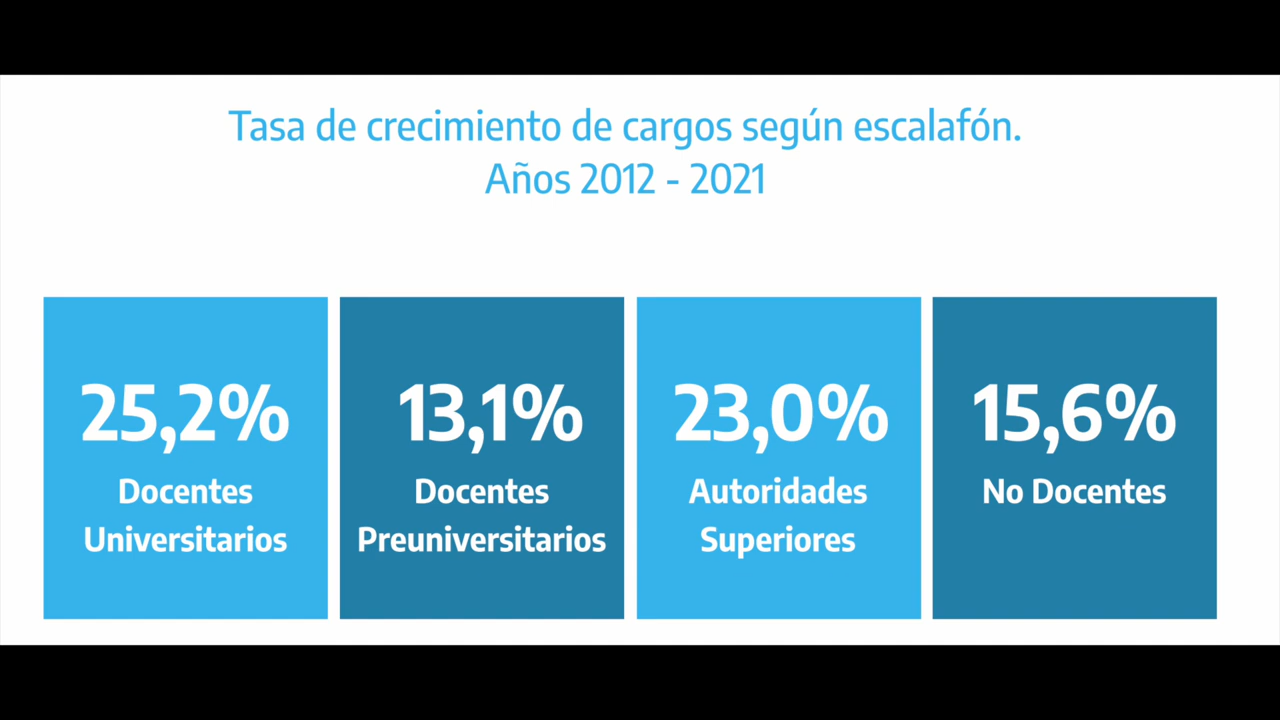 Tasa de crecimiento de cargos según escalafón.
Años 2012 - 2021
25,2%
Docentes
Universitarios
13,1%
Docentes
Preuniversitarios
23,0%
Autoridades
Superiores
15,6%
No Docentes